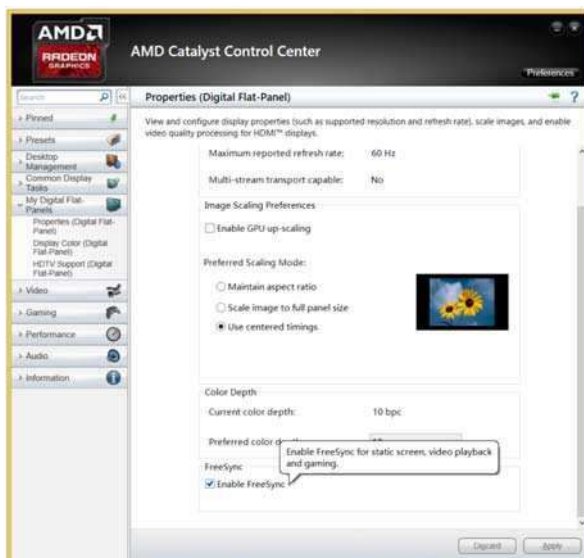 AMD
RADEON
GRAPHICS
AMD Catalyst Control Center
Preferences
Search
Properties (Digital Flat-Panel)
?
View and configure display properties (such as supported resolution and refresh rate), scale images, and enable
video quality processing for HDMI™ displays.
Pinned
Presets
Desktop
Management
Common Display
Tasks
My Digital Flat-
Panels
Properties (Digital Flat-
Panel)
Display Color (Digital
Flat-Panel)
HDTV Support (Digital
Flat-Panel)
Video
Gaming
Performance
Audio
Information
Maximum reported refresh rate: 60 Hz
Multi-stream transport capable: No
Image Scaling Preferences
Enable GPU up-scaling
Preferred Scaling Mode:
Maintain aspect ratio
Scale image to full panel size
Use centered timings
Color Depth
Current color depth: 10 bpc
Preferred color
Enable FreeSync for static screen, video playback
and gaming.
FreeSync
Enable FreeSync
Discard Apply